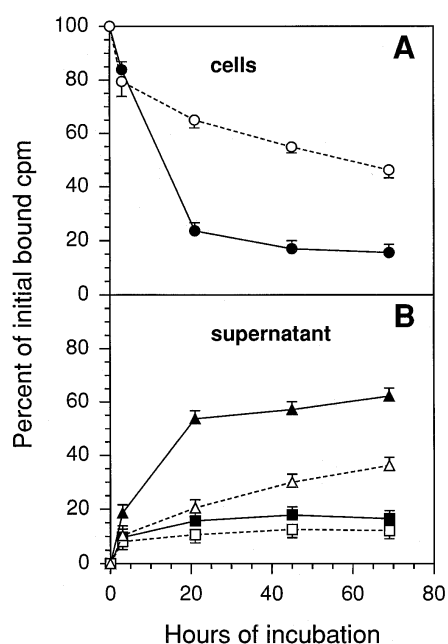 100
A
cells
80
60
40
20
0
B
supernatant
80
60
40
20
0
0 20 40 60 80
Hours of incubation
Percent of initial bound cpm